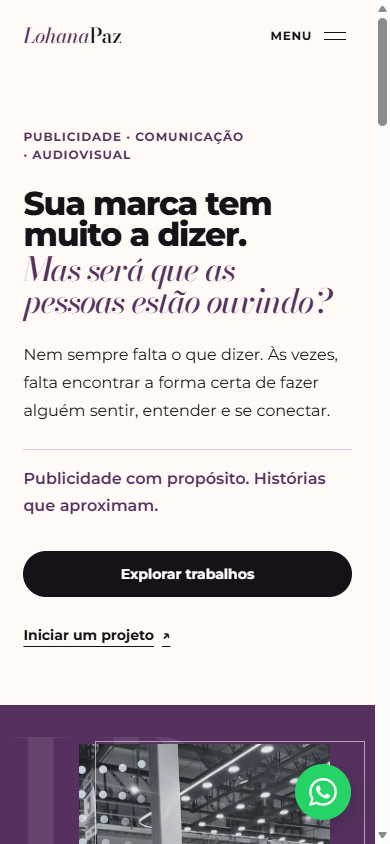 LohanaPaz
MENU
PUBLICIDADE · COMUNICAÇÃO
· AUDIOVISUAL
Sua marca tem
muito a dizer.
Mas será que as
pessoas estão ouvindo?
Nem sempre falta o que dizer. Às vezes,
falta encontrar a forma certa de fazer
alguém sentir, entender e se conectar.
Publicidade com propósito. Histórias
que aproximam.
Explorar trabalhos
Iniciar um projeto ↗